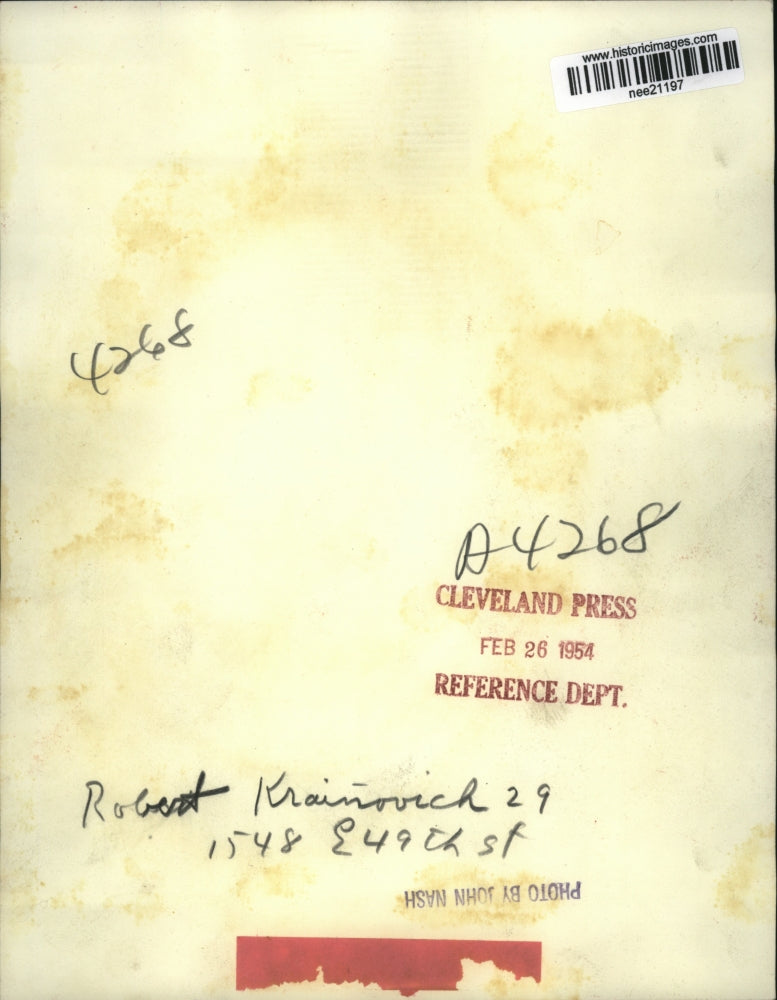 www.historicimages.com
nee21197
4268
A4268
CLEVELAND PRESS
FEB 26 1954
REFERENCE DEPT.
Robert Krainovich 29
1548 E 49th st
PHOTO BY JOHN NASH